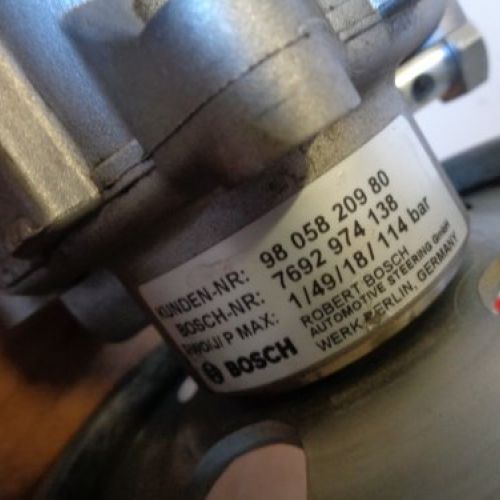 KUNDEN-NR: 98 058 209 80
BOSCH-NR: 7692 974 138
P MAX: 1/49/18/114 bar
BOSCH
ROBERT BOSCH
AUTOMOTIVE STEERING GmbH
WERK BERLIN, GERMANY